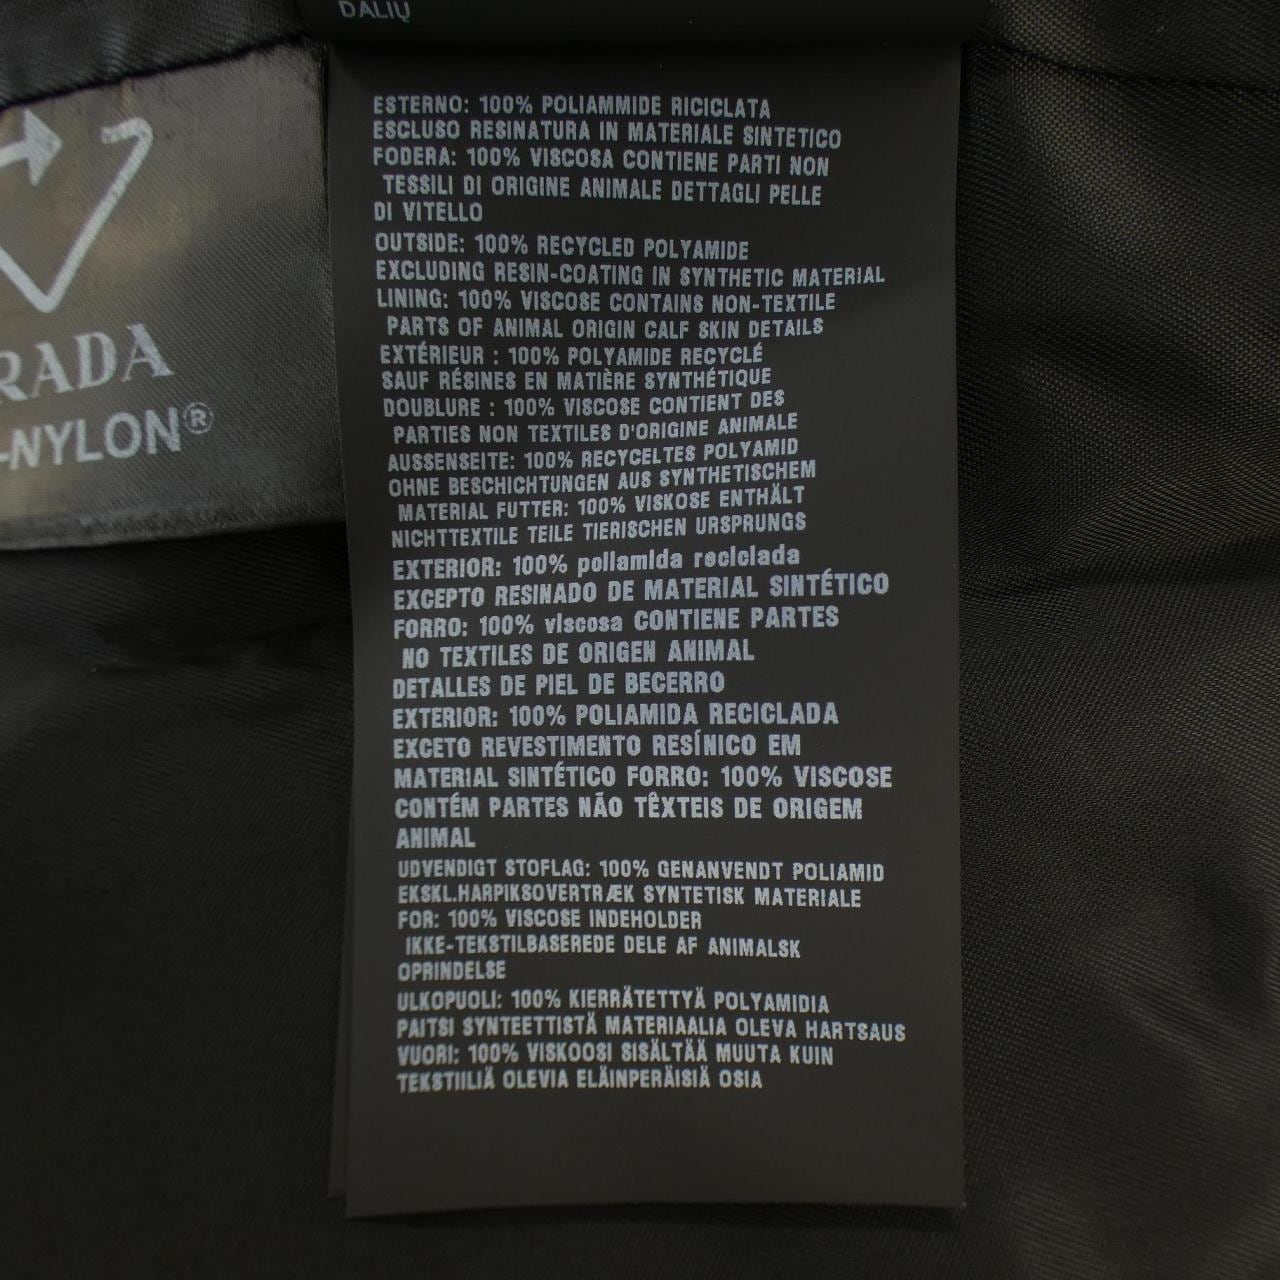 DALIŲ
RADA
-NYLON®
ESTERNO: 100% POLIAMMIDE RICICLATA
ESCLUSO RESINATURA IN MATERIALE SINTETICO
FODERA: 100% VISCOSA CONTIENE PARTI NON
TESSILI DI ORIGINE ANIMALE DETTAGLI PELLE
DI VITELLO
OUTSIDE: 100% RECYCLED POLYAMIDE
EXCLUDING RESIN-COATING IN SYNTHETIC MATERIAL
LINING: 100% VISCOSE CONTAINS NON-TEXTILE
PARTS OF ANIMAL ORIGIN CALF SKIN DETAILS
EXTÉRIEUR : 100% POLYAMIDE RECYCLÉ
SAUF RÉSINES EN MATIÈRE SYNTHÉTIQUE
DOUBLURE : 100% VISCOSE CONTIENT DES
PARTIES NON TEXTILES D'ORIGINE ANIMALE
AUSSENSEITE: 100% RECYCELTES POLYAMID
OHNE BESCHICHTUNGEN AUS SYNTHETISCHEM
MATERIAL FUTTER: 100% VISKOSE ENTHÄLT
NICHTTEXTILE TEILE TIERISCHEN URSPRUNGS
EXTERIOR: 100% poliamida reciclada
EXCEPTO RESINADO DE MATERIAL SINTÉTICO
FORRO: 100% viscosa CONTIENE PARTES
NO TEXTILES DE ORIGEN ANIMAL
DETALLES DE PIEL DE BECERRO
EXTERIOR: 100% POLIAMIDA RECICLADA
EXCETO REVESTIMENTO RESÍNICO EM
MATERIAL SINTÉTICO FORRO: 100% VISCOSE
CONTÉM PARTES NÃO TÊXTEIS DE ORIGEM
ANIMAL
UDVENDIGT STOFLAG: 100% GENANVENDT POLIAMID
EKSKL.HARPIKSOVERTRÆK SYNTETISK MATERIALE
FOR: 100% VISCOSE INDEHOLDER
IKKE-TEKSTILBASEREDE DELE AF ANIMALSK
OPRINDELSE
ULKOPUOLI: 100% KIERRÄTETTYÄ POLYAMIDIA
PAITSI SYNTEETTISTÄ MATERIAALIA OLEVA HARTSAUS
VUORI: 100% VISKOOSI SISÄLTÄÄ MUUTA KUIN
TEKSTIILIÄ OLEVIA ELÄINPERÄISIÄ OSIA